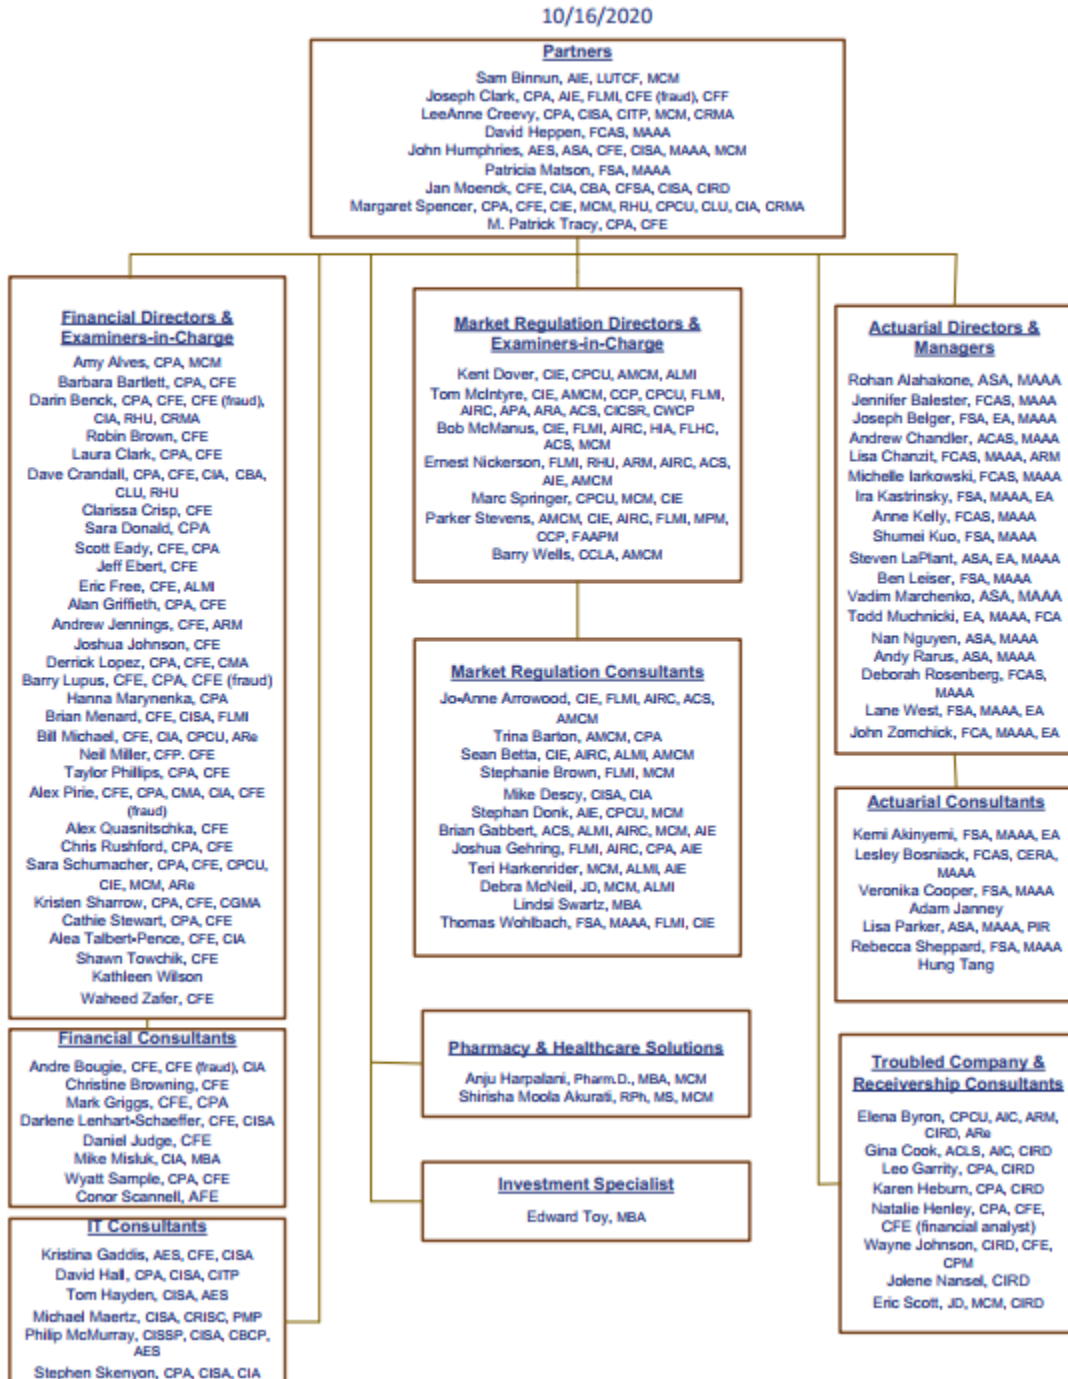 10/16/2020
Partners
Sam Binnun, AIE, LUTCF, MCM
Joseph Clark, CPA, AIE, FLMI, CFE (fraud), CFF
LeeAnne Creevy, CPA, CISA, CITP, MCM, CRMA
David Heppen, FCAS, MAAA
John Humphries, AES, ASA, CFE, CISA, MAAA, MCM
Patricia Matson, FSA, MAAA
Jan Moenck, CFE, CIA, CBA, CFSA, CISA, CIRD
Margaret Spencer, CPA, CFE, CIE, MCM, RHU, CPCU, CLU, CIA, CRMA
M. Patrick Tracy, CPA, CFE
Financial Directors &
Examiners-in-Charge
Amy Alves, CPA, MCM
Barbara Bartlett, CPA, CFE
Darin Benck, CPA, CFE, CFE (fraud),
CIA, RHU, CRMA
Robin Brown, CFE
Laura Clark, CPA, CFE
Dave Crandall, CPA, CFE, CIA, CBA,
CLU, RHU
Clarissa Crisp, CFE
Sara Donald, CPA
Scott Eady, CFE, CPA
Jeff Ebert, CFE
Eric Free, CFE, ALMI
Alan Griffieth, CPA, CFE
Andrew Jennings, CFE, ARM
Joshua Johnson, CFE
Derrick Lopez, CPA, CFE, CMA
Barry Lupus, CFE, CPA, CFE (fraud)
Hanna Marynenka, CPA
Brian Menard, CFE, CISA, FLMI
Bill Michael, CFE, CIA, CPCU, ARe
Neil Miller, CFP. CFE
Taylor Phillips, CPA, CFE
Alex Pirie, CFE, CPA, CMA, CIA, CFE
(fraud)
Alex Quasnitschka, CFE
Chris Rushford, CPA, CFE
Sara Schumacher, CPA, CFE, CPCU,
CIE, MCM, ARe
Kristen Sharrow, CPA, CFE, CGMA
Cathie Stewart, CPA, CFE
Alea Talbert-Pence, CFE, CIA
Shawn Towchik, CFE
Kathleen Wilson
Waheed Zafer, CFE
Financial Consultants
Andre Bougie, CFE, CFE (fraud), CIA
Christine Browning, CFE
Mark Griggs, CFE, CPA
Darlene Lenhart-Schaeffer, CFE, CISA
Daniel Judge, CFE
Mike Misluk, CIA, MBA
Wyatt Sample, CPA, CFE
Conor Scannell, AFE
IT Consultants
Kristina Gaddis, AES, CFE, CISA
David Hall, CPA, CISA, CITP
Tom Hayden, CISA, AES
Michael Maertz, CISA, CRISC, PMP
Philip McMurray, CISSP, CISA, CBCP,
AES
Stephen Skenyon, CPA, CISA, CIA
Market Regulation Directors &
Examiners-in-Charge
Kent Dover, CIE, CPCU, AMCM, ALMI
Tom McIntyre, CIE, AMCM, CCP, CPCU, FLMI,
AIRC, APA, ARA, ACS, CICSR, CWCP
Bob McManus, CIE, FLMI, AIRC, HIA, FLHC,
ACS, MCM
Ernest Nickerson, FLMI, RHU, ARM, AIRC, ACS,
AIE, AMCM
Marc Springer, CPCU, MCM, CIE
Parker Stevens, AMCM, CIE, AIRC, FLMI, MPM,
CCP, FAAPM
Barry Wells, CCLA, AMCM
Market Regulation Consultants
Jo-Anne Arrowood, CIE, FLMI, AIRC, ACS,
AMCM
Trina Barton, AMCM, CPA
Sean Betta, CIE, AIRC, ALMI, AMCM
Stephanie Brown, FLMI, MCM
Mike Descy, CISA, CIA
Stephan Donk, AIE, CPCU, MCM
Brian Gabbert, ACS, ALMI, AIRC, MCM, AIE
Joshua Gehring, FLMI, AIRC, CPA, AIE
Teri Harkenrider, MCM, ALMI, AIE
Debra McNeil, JD, MCM, ALMI
Lindsi Swartz, MBA
Thomas Wohlbach, FSA, MAAA, FLMI, CIE
Pharmacy & Healthcare Solutions
Anju Harpalani, Pharm.D., MBA, MCM
Shirisha Moola Akurati, RPh, MS, MCM
Investment Specialist
Edward Toy, MBA
Actuarial Directors &
Managers
Rohan Alahakone, ASA, MAAA
Jennifer Balester, FCAS, MAAA
Joseph Belger, FSA, EA, MAAA
Andrew Chandler, ACAS, MAAA
Lisa Chanzit, FCAS, MAAA, ARM
Michelle Iarkowski, FCAS, MAAA
Ira Kastrinsky, FSA, MAAA, EA
Anne Kelly, FCAS, MAAA
Shumei Kuo, FSA, MAAA
Steven LaPlant, ASA, EA, MAAA
Ben Leiser, FSA, MAAA
Vadim Marchenko, ASA, MAAA
Todd Muchnicki, EA, MAAA, FCA
Nan Nguyen, ASA, MAAA
Andy Rarus, ASA, MAAA
Deborah Rosenberg, FCAS,
MAAA
Lane West, FSA, MAAA, EA
John Zomchick, FCA, MAAA, EA
Actuarial Consultants
Kemi Akinyemi, FSA, MAAA, EA
Lesley Bosniack, FCAS, CERA,
MAAA
Veronika Cooper, FSA, MAAA
Adam Janney
Lisa Parker, ASA, MAAA, PIR
Rebecca Sheppard, FSA, MAAA
Hung Tang
Troubled Company &
Receivership Consultants
Elena Byron, CPCU, AIC, ARM,
CIRD, ARe
Gina Cook, ACLS, AIC, CIRD
Leo Garrity, CPA, CIRD
Karen Heburn, CPA, CIRD
Natalie Henley, CPA, CFE,
CFE (financial analyst)
Wayne Johnson, CIRD, CFE,
CPM
Jolene Nansel, CIRD
Eric Scott, JD, MCM, CIRD